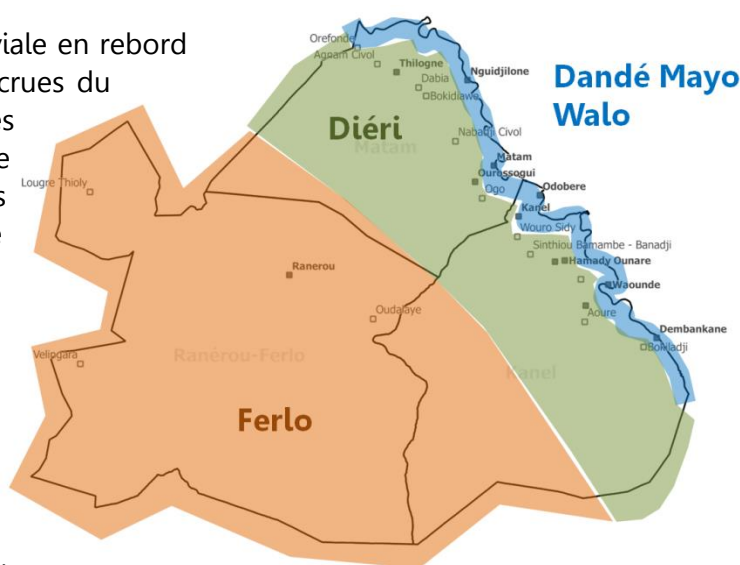 viale en rebord
crues du
es
e
s
e
Orefonde
Agnam Civol
Thilogne
Dabia
Bokidiawe
Nguidjilone
Dandé Mayo
Walo
Diéri
Nabadji Civol
Matam
Matam
Ourossogui
Ogo
Odobere
Kanel
Wouro Sidy
Sinthiou Bamambe - Banadji
Hamady Ounare
Waounde
Aoure
Dembankane
Bokiladji
Lougre Thioly
Ranerou
Oudalaye
Velingara
Ranérou-Ferlo
Kanel
Ferlo